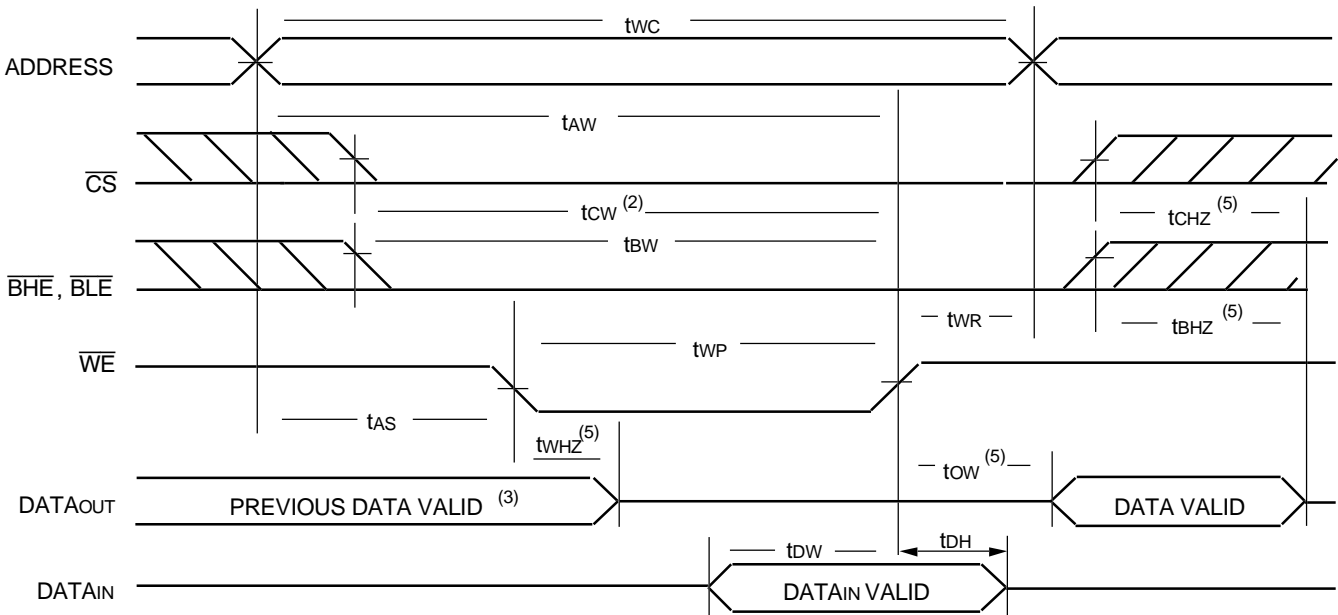 tWC
ADDRESS
tAW
CS
tCW (2)
tCHZ (5)
tBW
BHE, BLE
tWR
tBHZ (5)
tWP
WE
tAS
tWHZ (5)
tOW (5)
DATAOUT
PREVIOUS DATA VALID (3)
DATA VALID
tDW
tDH
DATAIN
DATAIN VALID